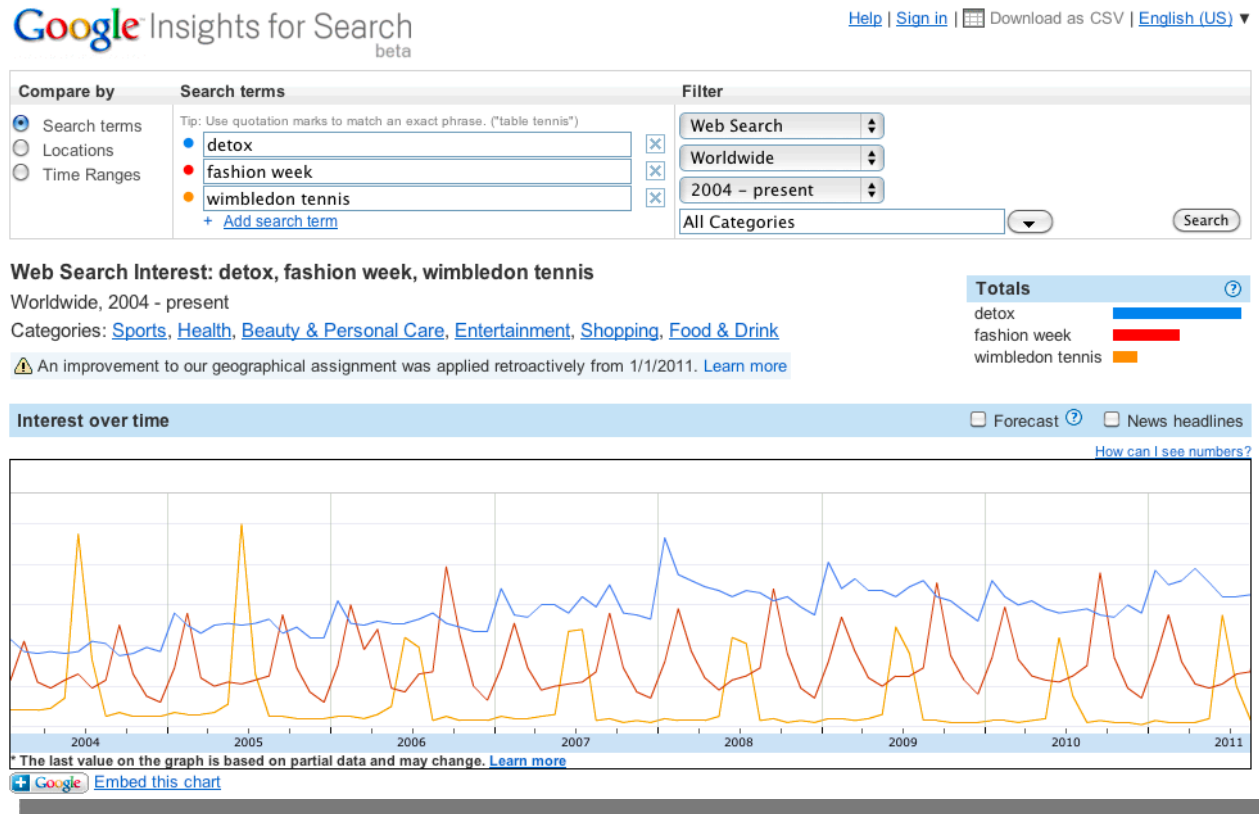 Google Insights for Search
beta
Help | Sign in | Download as CSV | English (US) ▼
Compare by
Search terms
Filter
Search terms
Locations
Time Ranges
Tip: Use quotation marks to match an exact phrase. ("table tennis")
detox
fashion week
wimbledon tennis
+ Add search term
Web Search
Worldwide
2004 – present
All Categories
Search
Web Search Interest: detox, fashion week, wimbledon tennis
Worldwide, 2004 - present
Categories: Sports, Health, Beauty & Personal Care, Entertainment, Shopping, Food & Drink
An improvement to our geographical assignment was applied retroactively from 1/1/2011. Learn more
Totals ?
detox
fashion week
wimbledon tennis
Interest over time
Forecast ? News headlines
How can I see numbers?
2004 2005 2006 2007 2008 2009 2010 2011
* The last value on the graph is based on partial data and may change. Learn more
+ Google Embed this chart